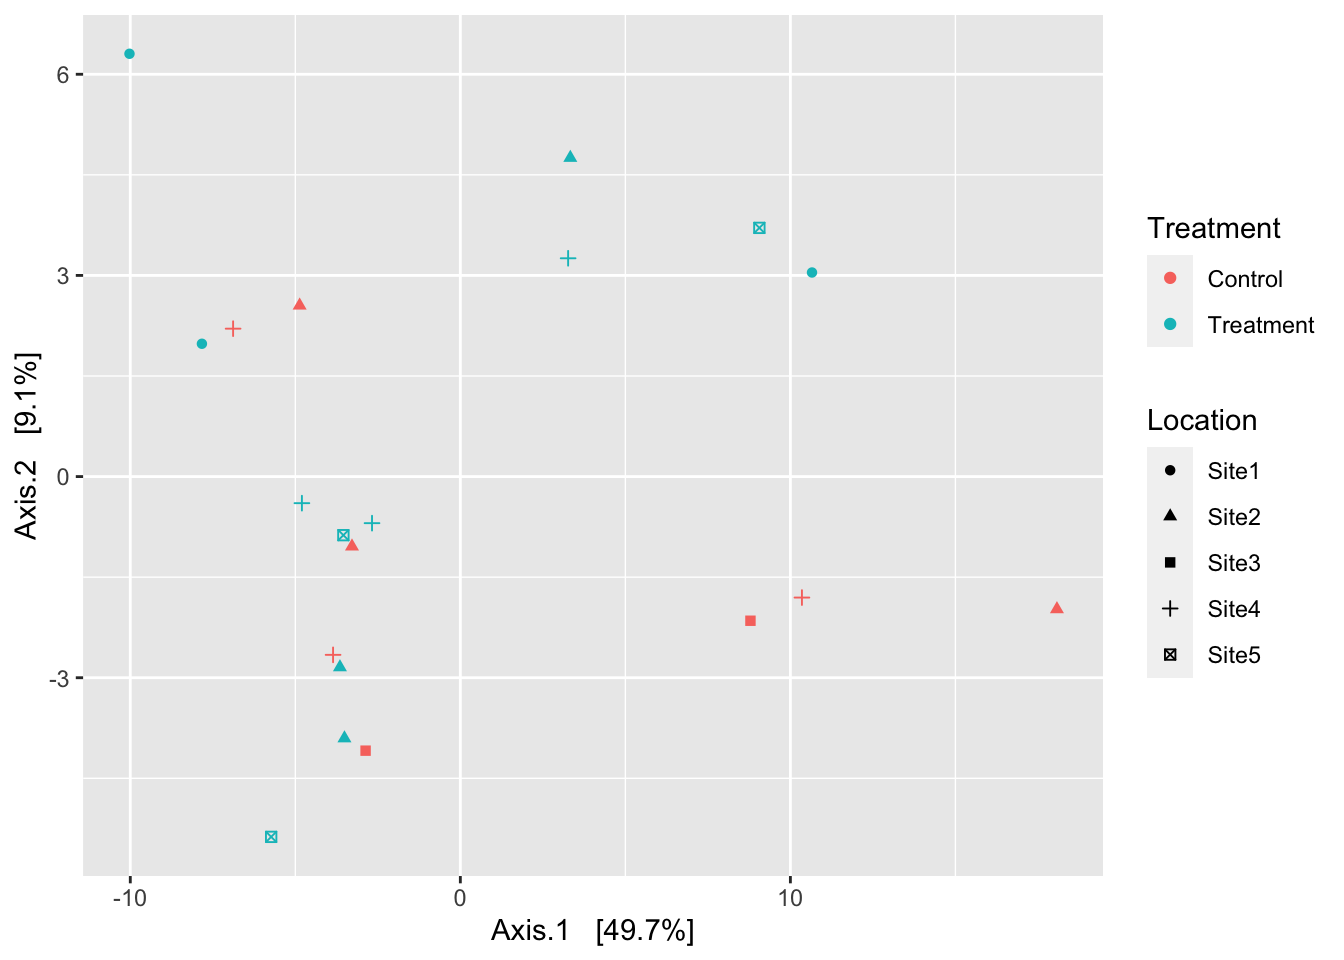 6
3
0
-3
-10
0
10
Axis.2 [9.1%]
Axis.1 [49.7%]
Treatment
Control
Treatment
Location
Site1
Site2
Site3
Site4
Site5